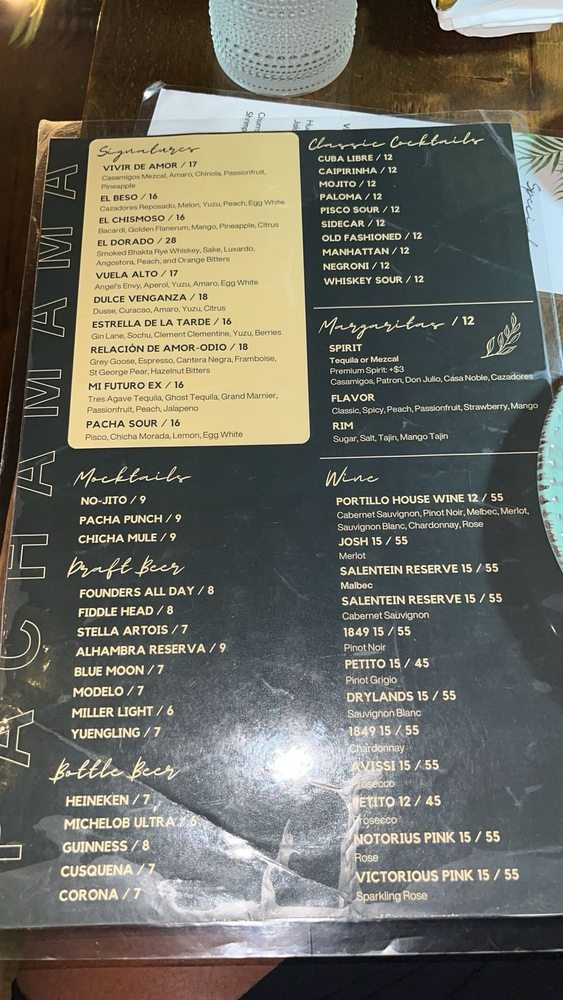 PACHAMAMA
Signatures
VIVIR DE AMOR / 17
Casamigos Mezcal, Amaro, Chinola, Passionfruit,
Pineapple
EL BESO / 16
Cazadores Reposado, Melon, Yuzu, Peach, Egg White
EL CHISMOSO / 16
Bacardi, Golden Flanerum, Mango, Pineapple, Citrus
EL DORADO / 28
Smoked Bhakta Rye Whiskey, Sake, Luxardo,
Angostora, Peach, and Orange Bitters
VUELA ALTO / 17
Angel's Envy, Aperol, Yuzu, Amaro, Egg White
DULCE VENGANZA / 18
Dusse, Curacao, Amaro, Yuzu, Citrus
ESTRELLA DE LA TARDE / 16
Gin Lane, Sochu, Clement Clementine, Yuzu, Berries
RELACIÓN DE AMOR-ODIO / 18
Grey Goose, Espresso, Cantera Negra, Framboise,
St George Pear, Hazelnut Bitters
MI FUTURO EX / 16
Tres Agave Tequila, Ghost Tequila, Grand Marnier,
Passionfruit, Peach, Jalapeno
PACHA SOUR / 16
Pisco, Chicha Morada, Lemon, Egg White
Mocktails
NO-JITO / 9
PACHA PUNCH / 9
CHICHA MULE / 9
Draft Beer
FOUNDERS ALL DAY / 8
FIDDLE HEAD / 8
STELLA ARTOIS / 7
ALHAMBRA RESERVA / 9
BLUE MOON / 7
MODELO / 7
MILLER LIGHT / 6
YUENGLING / 7
Bottle Beer
HEINEKEN / 7
MICHELOB ULTRA / 6
GUINNESS / 8
CUSQUENA / 7
CORONA / 7
Classic Cocktails
CUBA LIBRE / 12
CAIPIRINHA / 12
MOJITO / 12
PALOMA / 12
PISCO SOUR / 12
SIDECAR / 12
OLD FASHIONED / 12
MANHATTAN / 12
NEGRONI / 12
WHISKEY SOUR / 12
Margaritas / 12
SPIRIT
Tequila or Mezcal
Premium Spirit: +$3
Casamigos, Patron, Don Julio, Casa Noble, Cazadores
FLAVOR
Classic, Spicy, Peach, Passionfruit, Strawberry, Mango
RIM
Sugar, Salt, Tajin, Mango Tajin
Wine
PORTILLO HOUSE WINE 12 / 55
Cabernet Sauvignon, Pinot Noir, Melbec, Merlot,
Sauvignon Blanc, Chardonnay, Rose
JOSH 15 / 55
Merlot
SALENTEIN RESERVE 15 / 55
Malbec
SALENTEIN RESERVE 15 / 55
Cabernet Sauvignon
1849 15 / 55
Pinot Noir
PETITO 15 / 45
Pinot Grigio
DRYLANDS 15 / 55
Sauvignon Blanc
1849 15 / 55
Chardonnay
AVISSI 15 / 55
Prosecco
PETITO 12 / 45
Prosecco
NOTORIUS PINK 15 / 55
Rose
VICTORIOUS PINK 15 / 55
Sparkling Rose